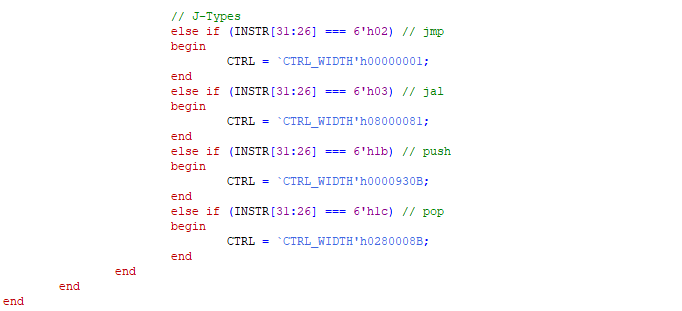 // J-Types
else if (INSTR[31:26] === 6'h02) // jmp
begin
CTRL = `CTRL_WIDTH'h00000001;
end
else if (INSTR[31:26] === 6'h03) // jal
begin
CTRL = `CTRL_WIDTH'h08000081;
end
else if (INSTR[31:26] === 6'h1b) // push
begin
CTRL = `CTRL_WIDTH'h0000930B;
end
else if (INSTR[31:26] === 6'h1c) // pop
begin
CTRL = `CTRL_WIDTH'h0280008B;
end
end
end
end